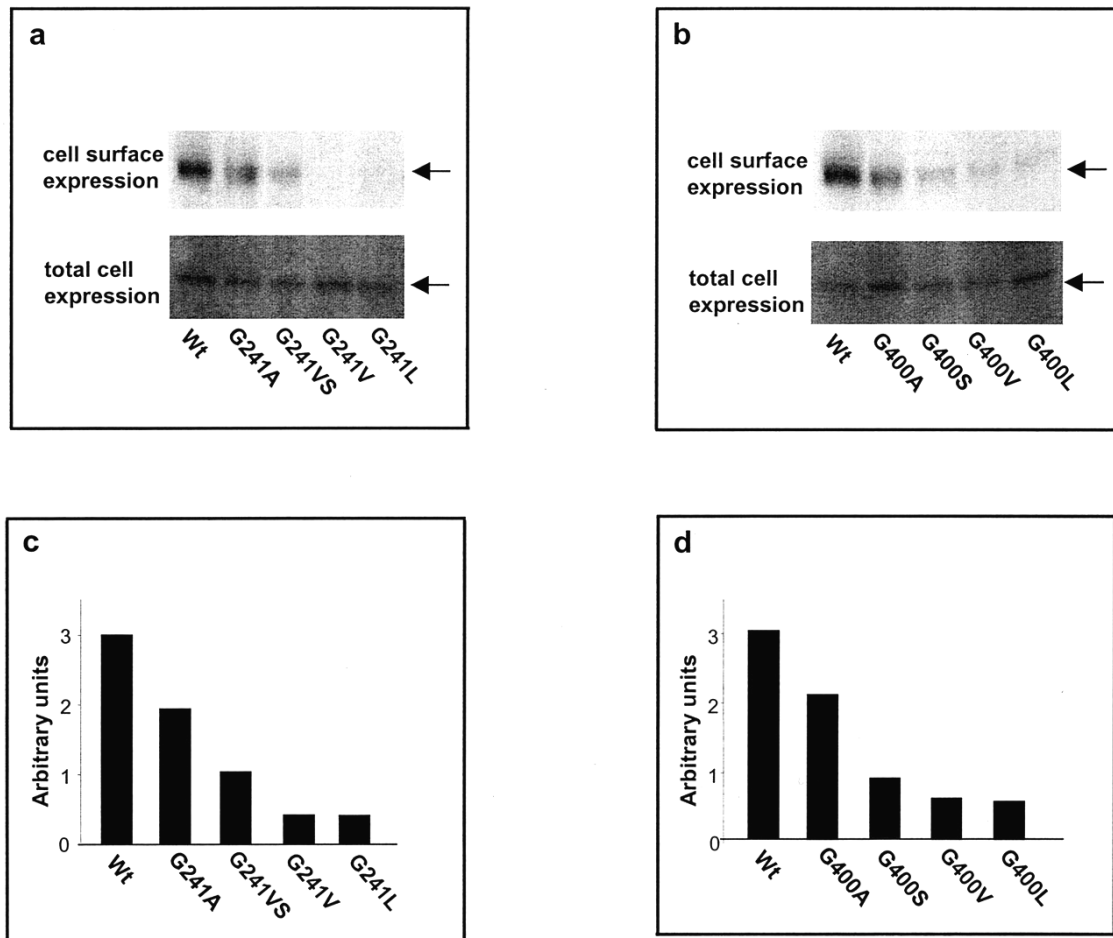 a
cell surface
expression
total cell
expression
Wt
G241A
G241VS
G241V
G241L
b
cell surface
expression
total cell
expression
Wt
G400A
G400S
G400V
G400L
c
Arbitrary units
3
2
1
0
Wt
G241A
G241VS
G241V
G241L
d
Arbitrary units
3
2
1
0
Wt
G400A
G400S
G400V
G400L